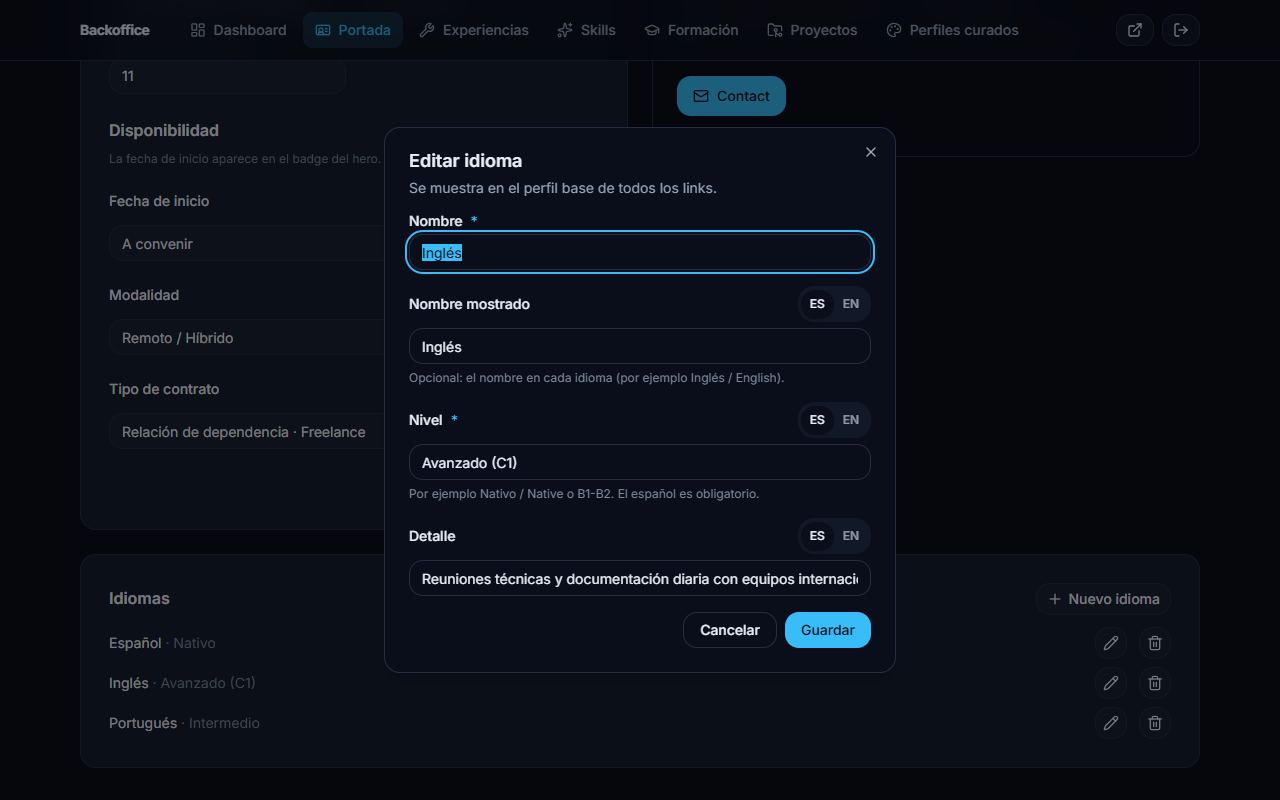 Backoffice
Dashboard
Portada
Experiencias
Skills
Formación
Proyectos
Perfiles curados
11
Contact
Disponibilidad
La fecha de inicio aparece en el badge del hero.
Fecha de inicio
A convenir
Modalidad
Remoto / Híbrido
Tipo de contrato
Relación de dependencia · Freelance
Editar idioma
Se muestra en el perfil base de todos los links.
Nombre *
Inglés
Nombre mostrado
ES EN
Inglés
Opcional: el nombre en cada idioma (por ejemplo Inglés / English).
Nivel *
ES EN
Avanzado (C1)
Por ejemplo Nativo / Native o B1-B2. El español es obligatorio.
Detalle
ES EN
Reuniones técnicas y documentación diaria con equipos internaci
Cancelar
Guardar
Idiomas
Nuevo idioma
Español · Nativo
Inglés · Avanzado (C1)
Portugués · Intermedio